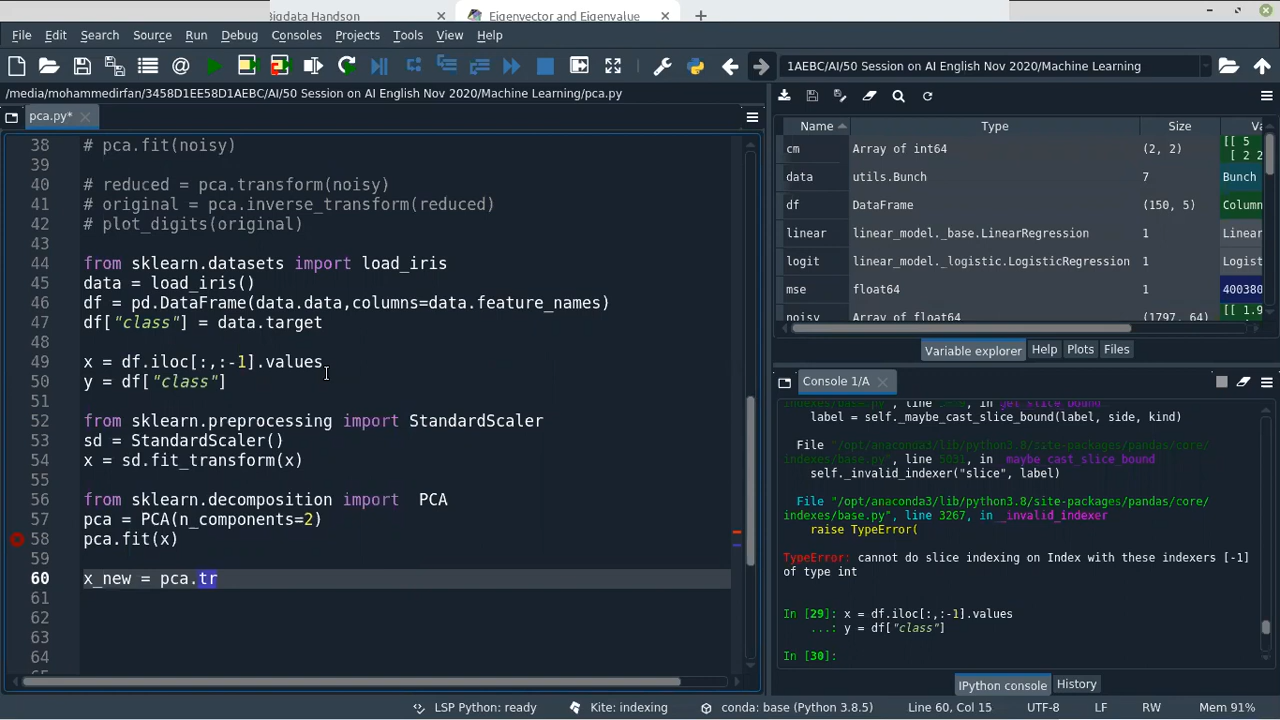 Bigdata Handson
Eigenvector and Eigenvalue
File Edit Search Source Run Debug Consoles Projects Tools View Help
1AEBC/AI/50 Session on AI English Nov 2020/Machine Learning
/media/mohammedirfan/3458D1EE58D1AEBC/AI/50 Session on AI English Nov 2020/Machine Learning/pca.py
pca.py*
38 # pca.fit(noisy)
39
40 # reduced = pca.transform(noisy)
41 # original = pca.inverse_transform(reduced)
42 # plot_digits(original)
43
44 from sklearn.datasets import load_iris
45 data = load_iris()
46 df = pd.DataFrame(data.data,columns=data.feature_names)
47 df["class"] = data.target
48
49 x = df.iloc[:,:-1].values
50 y = df["class"]
51
52 from sklearn.preprocessing import StandardScaler
53 sd = StandardScaler()
54 x = sd.fit_transform(x)
55
56 from sklearn.decomposition import  PCA
57 pca = PCA(n_components=2)
58 pca.fit(x)
59
60 x_new = pca.tr
61
62
63
64
Name Type Size Va
cm Array of int64 (2, 2) [[ 5
[ 2 2
data utils.Bunch 7 Bunch
df DataFrame (150, 5) Column
linear linear_model._base.LinearRegression 1 Linear
logit linear_model._logistic.LogisticRegression 1 Logist
mse float64 1 400380
noisy Array of float64 (1797, 64) [[ 1.9
Variable explorer Help Plots Files
Console 1/A
label = self._maybe_cast_slice_bound(label, side, kind)
File "/opt/anaconda3/lib/python3.8/site-packages/pandas/core/
indexes/base.py", line 5031, in _maybe_cast_slice_bound
self._invalid_indexer("slice", label)
File "/opt/anaconda3/lib/python3.8/site-packages/pandas/core/
indexes/base.py", line 3267, in _invalid_indexer
raise TypeError(
TypeError: cannot do slice indexing on Index with these indexers [-1]
of type int
In [29]: x = df.iloc[:,:-1].values
...: y = df["class"]
In [30]:
IPython console History
LSP Python: ready Kite: indexing conda: base (Python 3.8.5) Line 60, Col 15 UTF-8 LF RW Mem 91%